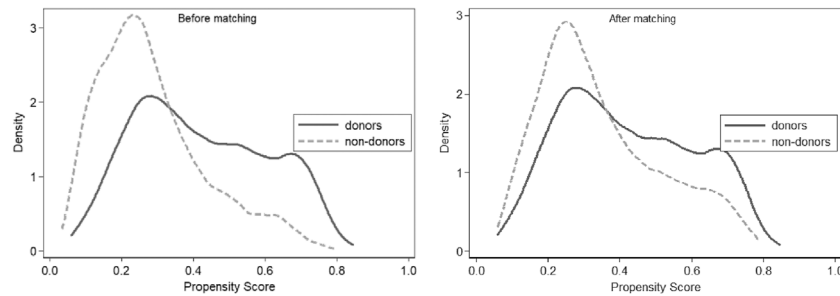 Before matching
3
2
1
0
Density
donors
non-donors
0.0 0.2 0.4 0.6 0.8 1.0
Propensity Score
After matching
3
2
1
0
Density
donors
non-donors
0.0 0.2 0.4 0.6 0.8 1.0
Propensity Score